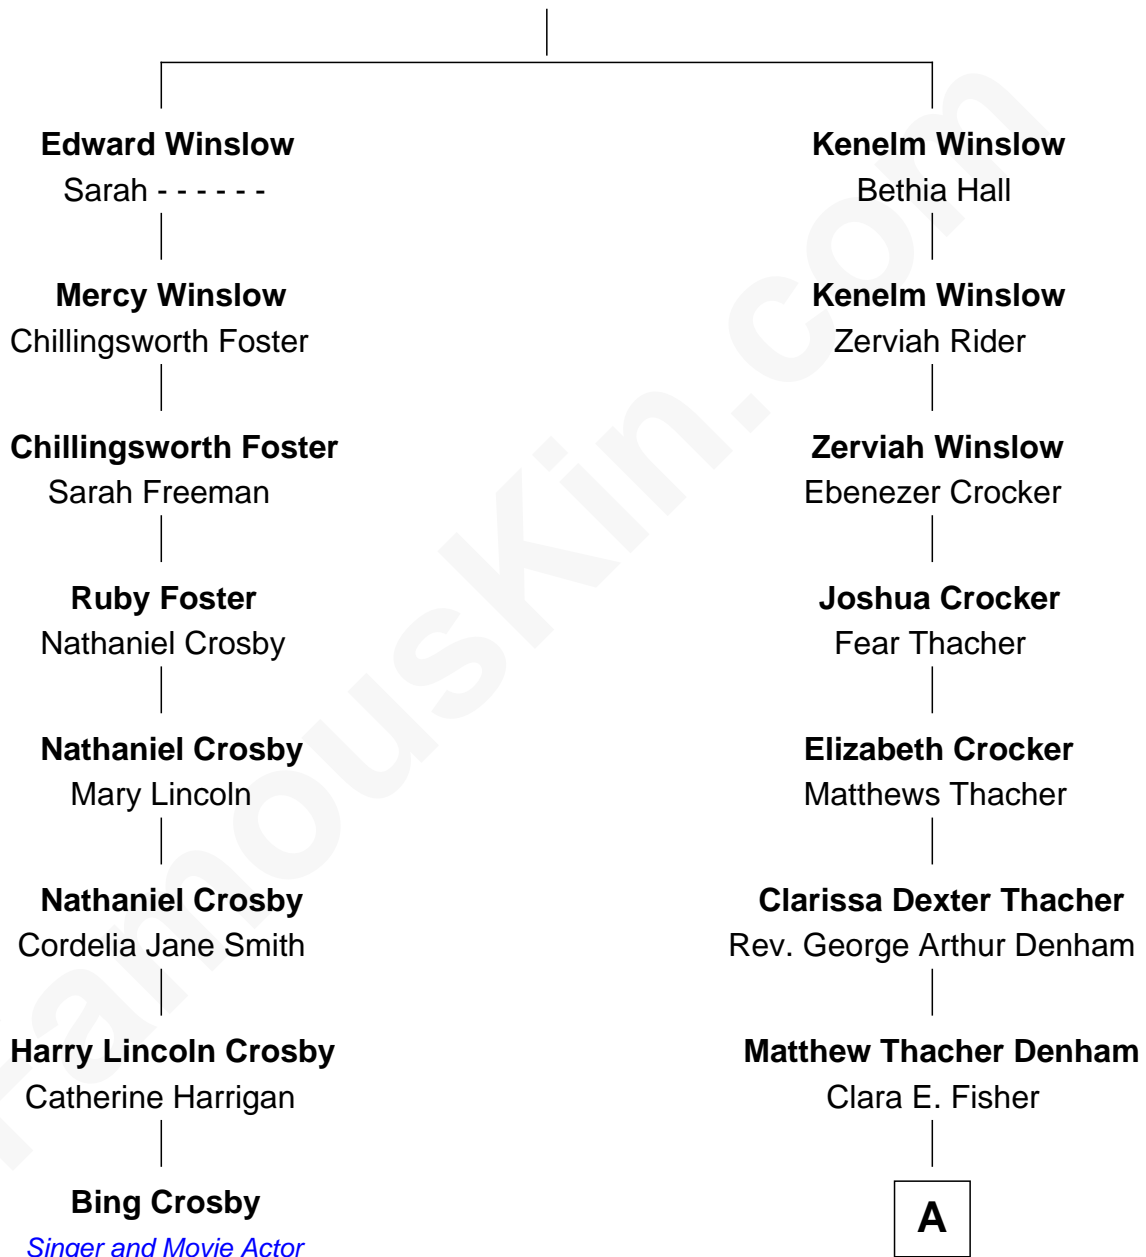 Edward Winslow
Sarah - - - - - -
Kenelm Winslow
Bethia Hall
Mercy Winslow
Chillingsworth Foster
Kenelm Winslow
Zerviah Rider
Chillingsworth Foster
Sarah Freeman
Zerviah Winslow
Ebenezer Crocker
Ruby Foster
Nathaniel Crosby
Joshua Crocker
Fear Thacher
Nathaniel Crosby
Mary Lincoln
Elizabeth Crocker
Matthews Thacher
Nathaniel Crosby
Cordelia Jane Smith
Clarissa Dexter Thacher
Rev. George Arthur Denham
Harry Lincoln Crosby
Catherine Harrigan
Matthew Thacher Denham
Clara E. Fisher
Bing Crosby
Singer and Movie Actor
A
FamousKin.com